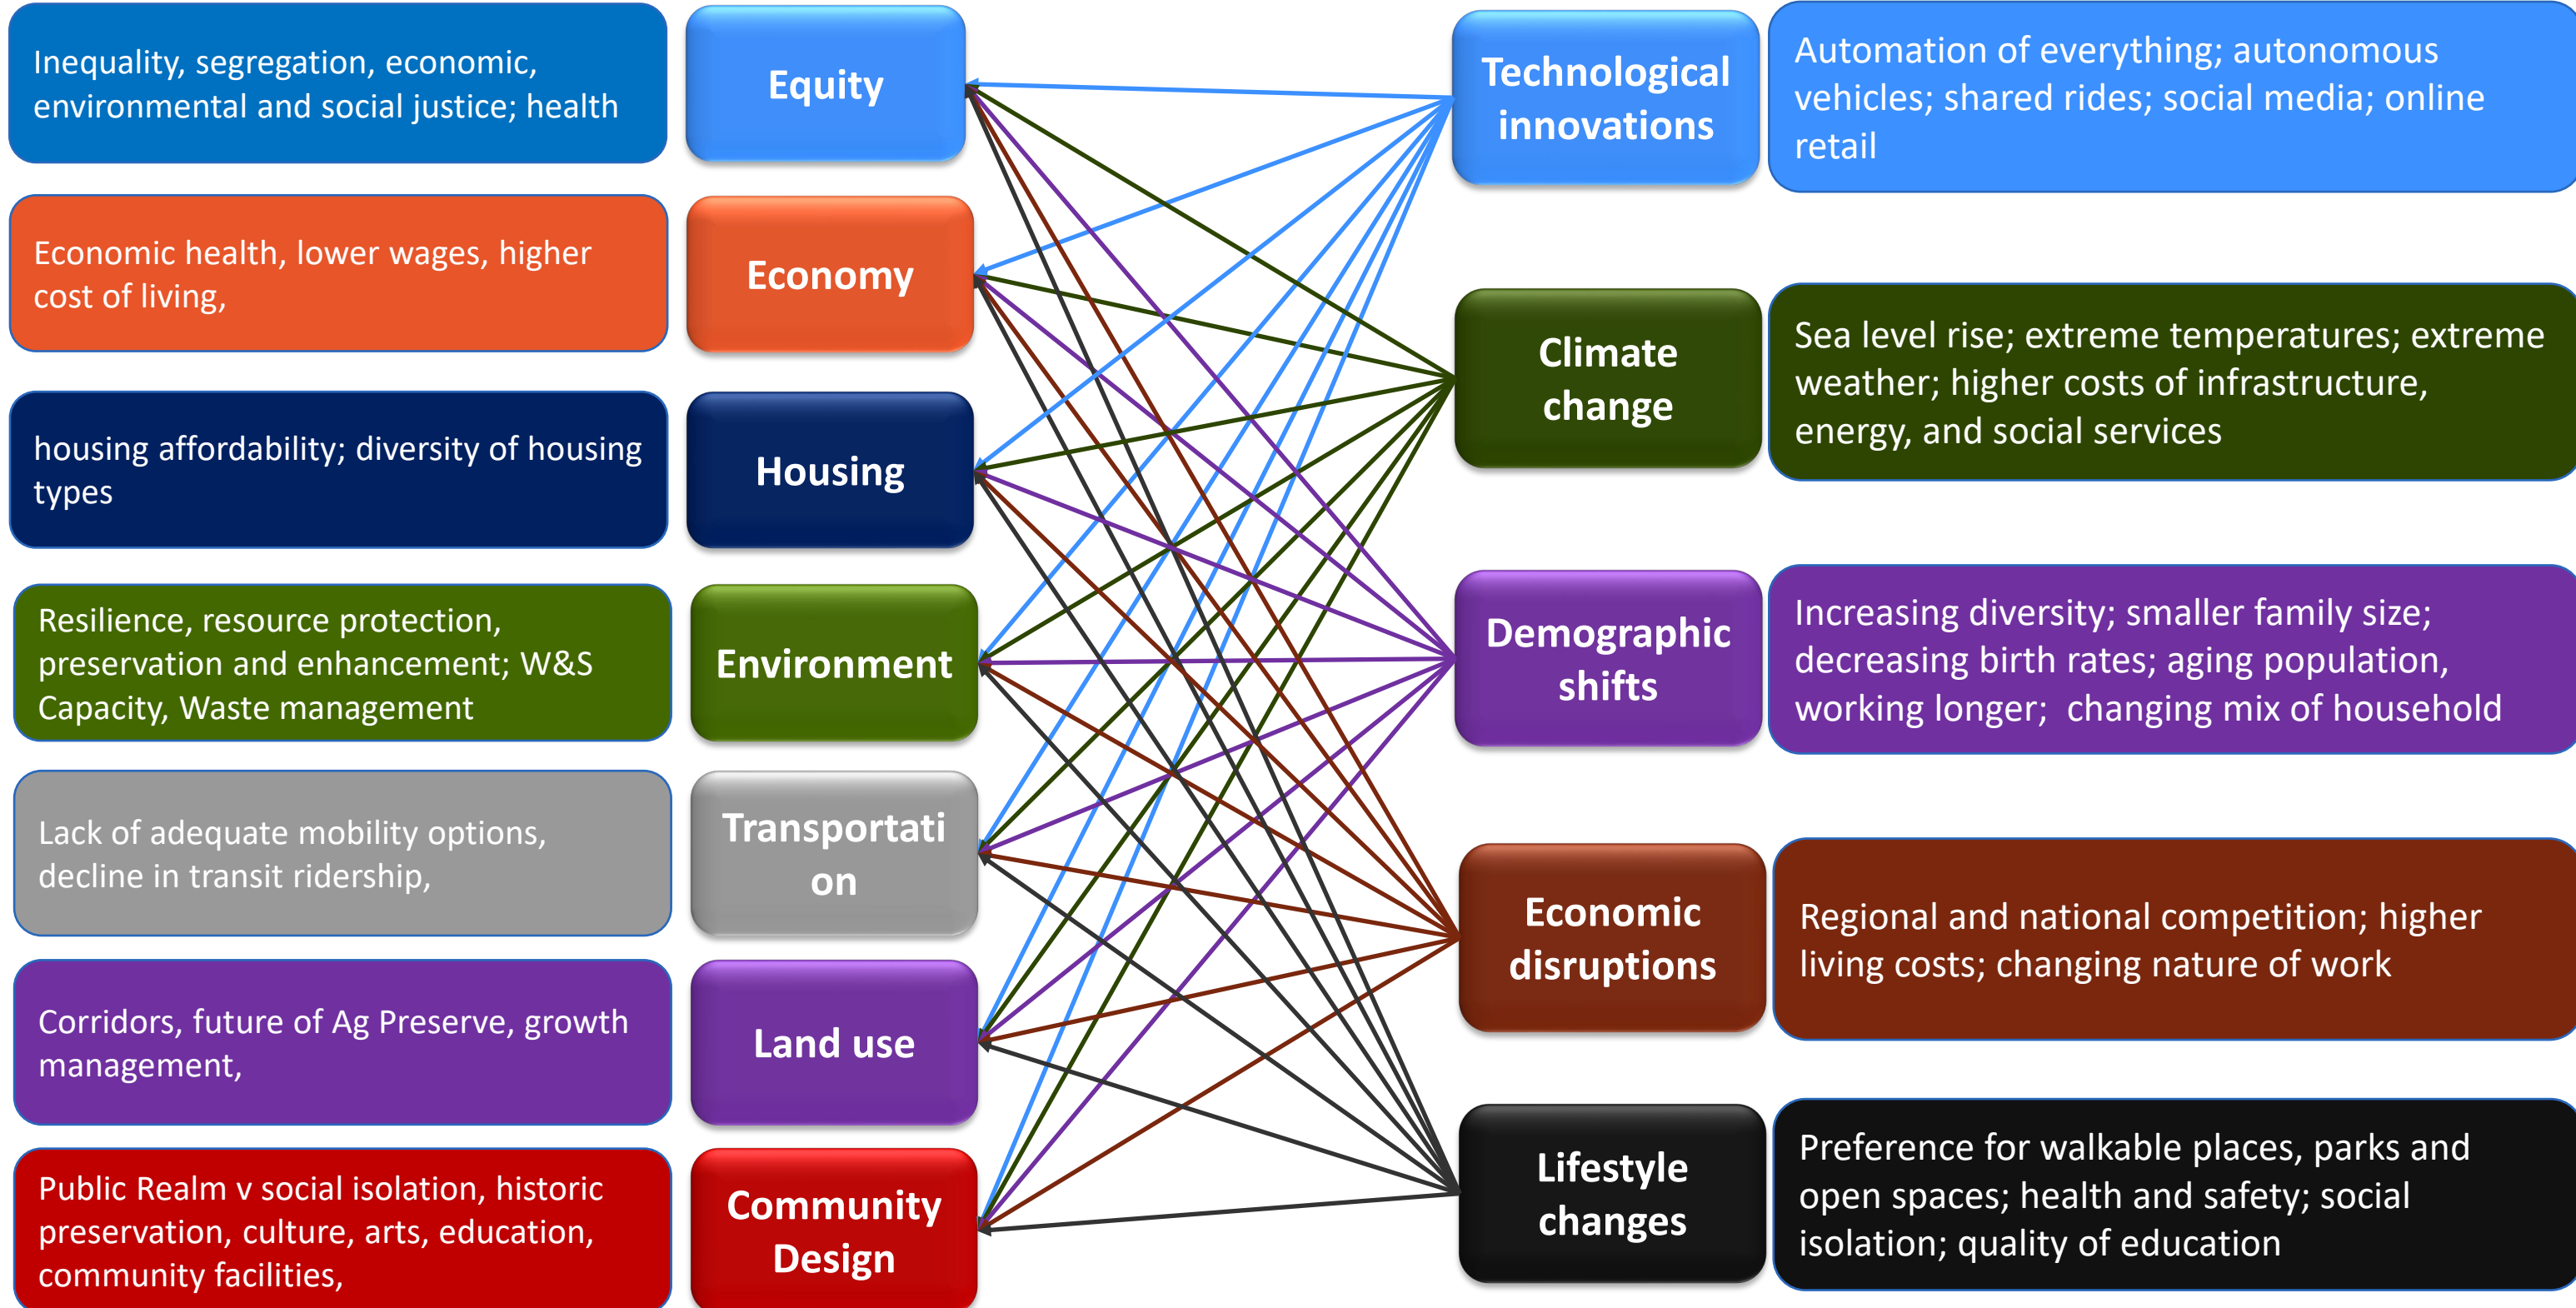 Inequality, segregation, economic,
environmental and social justice; health
Equity
Economic health, lower wages, higher
cost of living,
Economy
housing affordability; diversity of housing
types
Housing
Resilience, resource protection,
preservation and enhancement; W&S
Capacity, Waste management
Environment
Lack of adequate mobility options,
decline in transit ridership,
Transportati
on
Corridors, future of Ag Preserve, growth
management,
Land use
Public Realm v social isolation, historic
preservation, culture, arts, education,
community facilities,
Community
Design
Technological
innovations
Automation of everything; autonomous
vehicles; shared rides; social media; online
retail
Climate
change
Sea level rise; extreme temperatures; extreme
weather; higher costs of infrastructure,
energy, and social services
Demographic
shifts
Increasing diversity; smaller family size;
decreasing birth rates; aging population,
working longer;  changing mix of household
Economic
disruptions
Regional and national competition; higher
living costs; changing nature of work
Lifestyle
changes
Preference for walkable places, parks and
open spaces; health and safety; social
isolation; quality of education